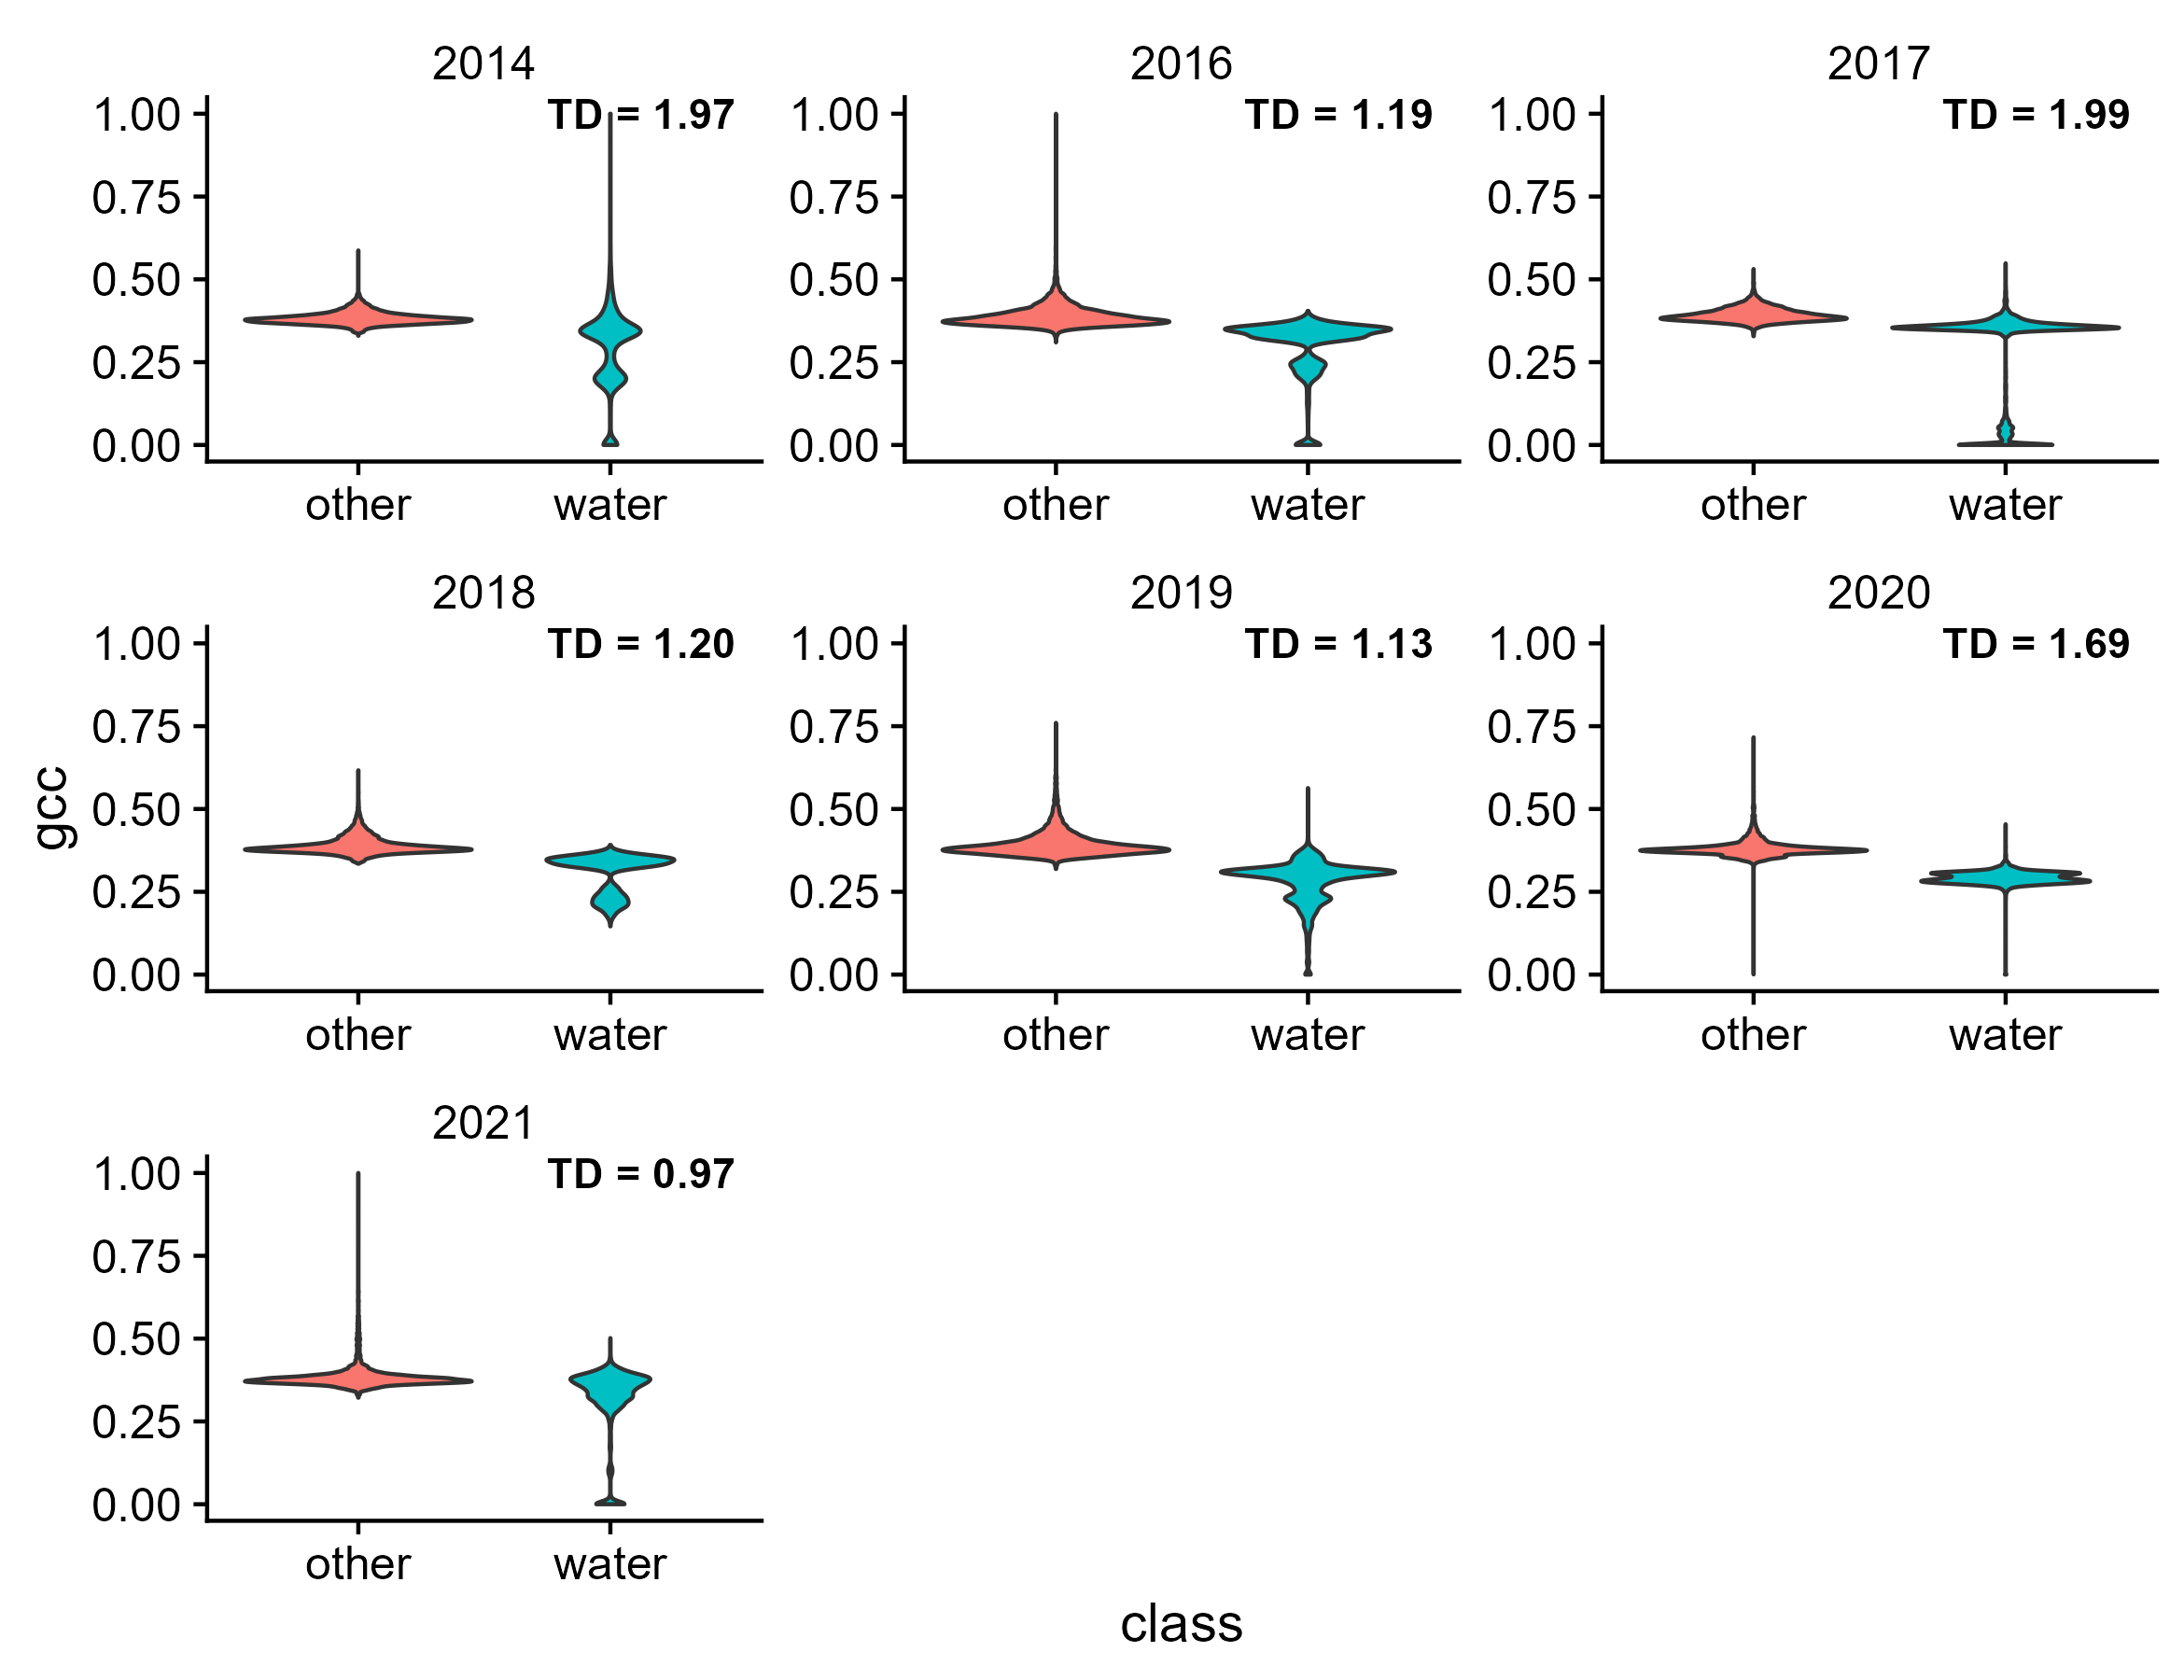 2014 2016 2017
TD = 1.97 TD = 1.19 TD = 1.99
1.00 1.00 1.00
0.75 0.75 0.75
0.50 0.50 0.50
0.25 0.25 0.25
0.00 0.00 0.00
other water other water other water
2018 2019 2020
TD = 1.20 TD = 1.13 TD = 1.69
1.00 1.00 1.00
0.75 0.75 0.75
gcc
0.50 0.50 0.50
0.25 0.25 0.25
0.00 0.00 0.00
other water other water other water
2021
TD = 0.97
1.00
0.75
0.50
0.25
0.00
other water
class